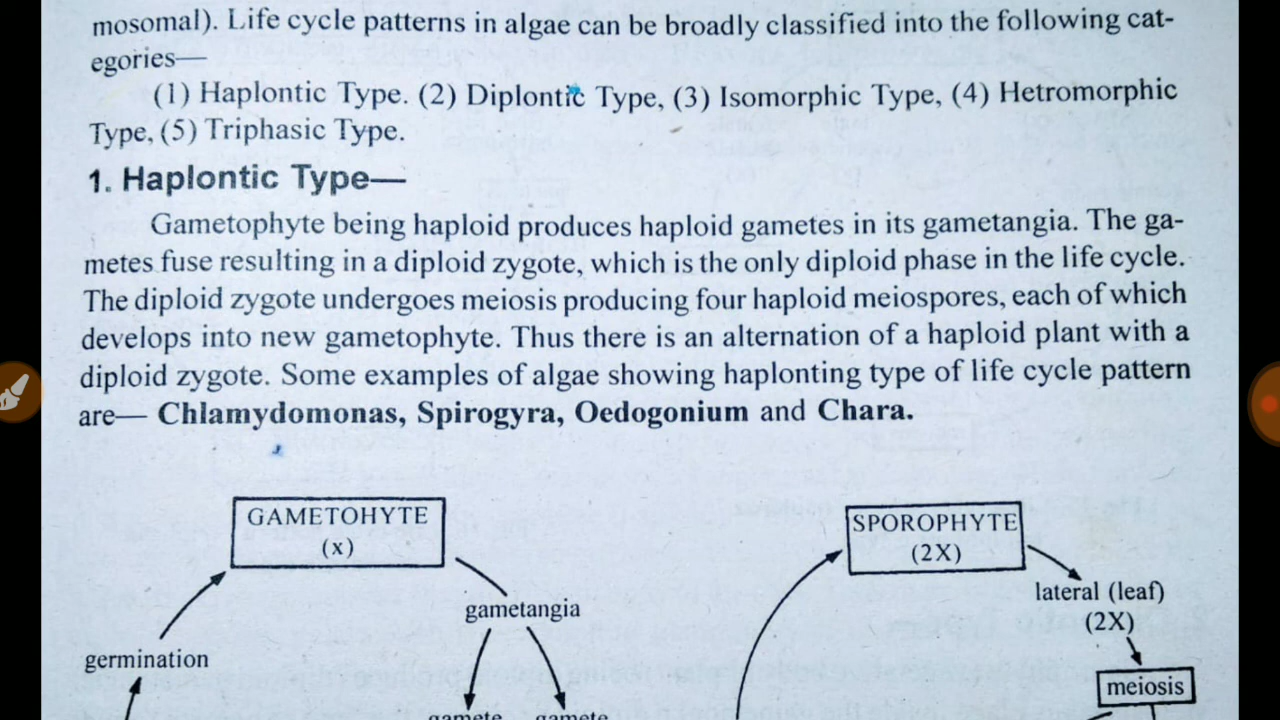 mosomal). Life cycle patterns in algae can be broadly classified into the following cat-
egories—
(1) Haplontic Type. (2) Diplontic Type, (3) Isomorphic Type, (4) Hetromorphic
Type, (5) Triphasic Type.
1. Haplontic Type—
Gametophyte being haploid produces haploid gametes in its gametangia. The ga-
metes fuse resulting in a diploid zygote, which is the only diploid phase in the life cycle.
The diploid zygote undergoes meiosis producing four haploid meiospores, each of which
develops into new gametophyte. Thus there is an alternation of a haploid plant with a
diploid zygote. Some examples of algae showing haplonting type of life cycle pattern
are— Chlamydomonas, Spirogyra, Oedogonium and Chara.
GAMETOHYTE
(x)
gametangia
germination
gamete gamete
SPOROPHYTE
(2X)
lateral (leaf)
(2X)
meiosis